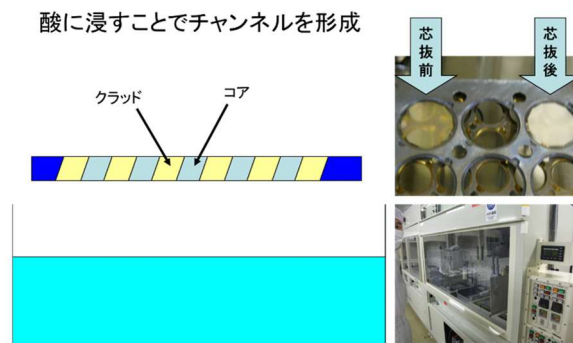 酸に浸すことでチャンネルを形成
クラッド
コア
芯抜前
芯抜後